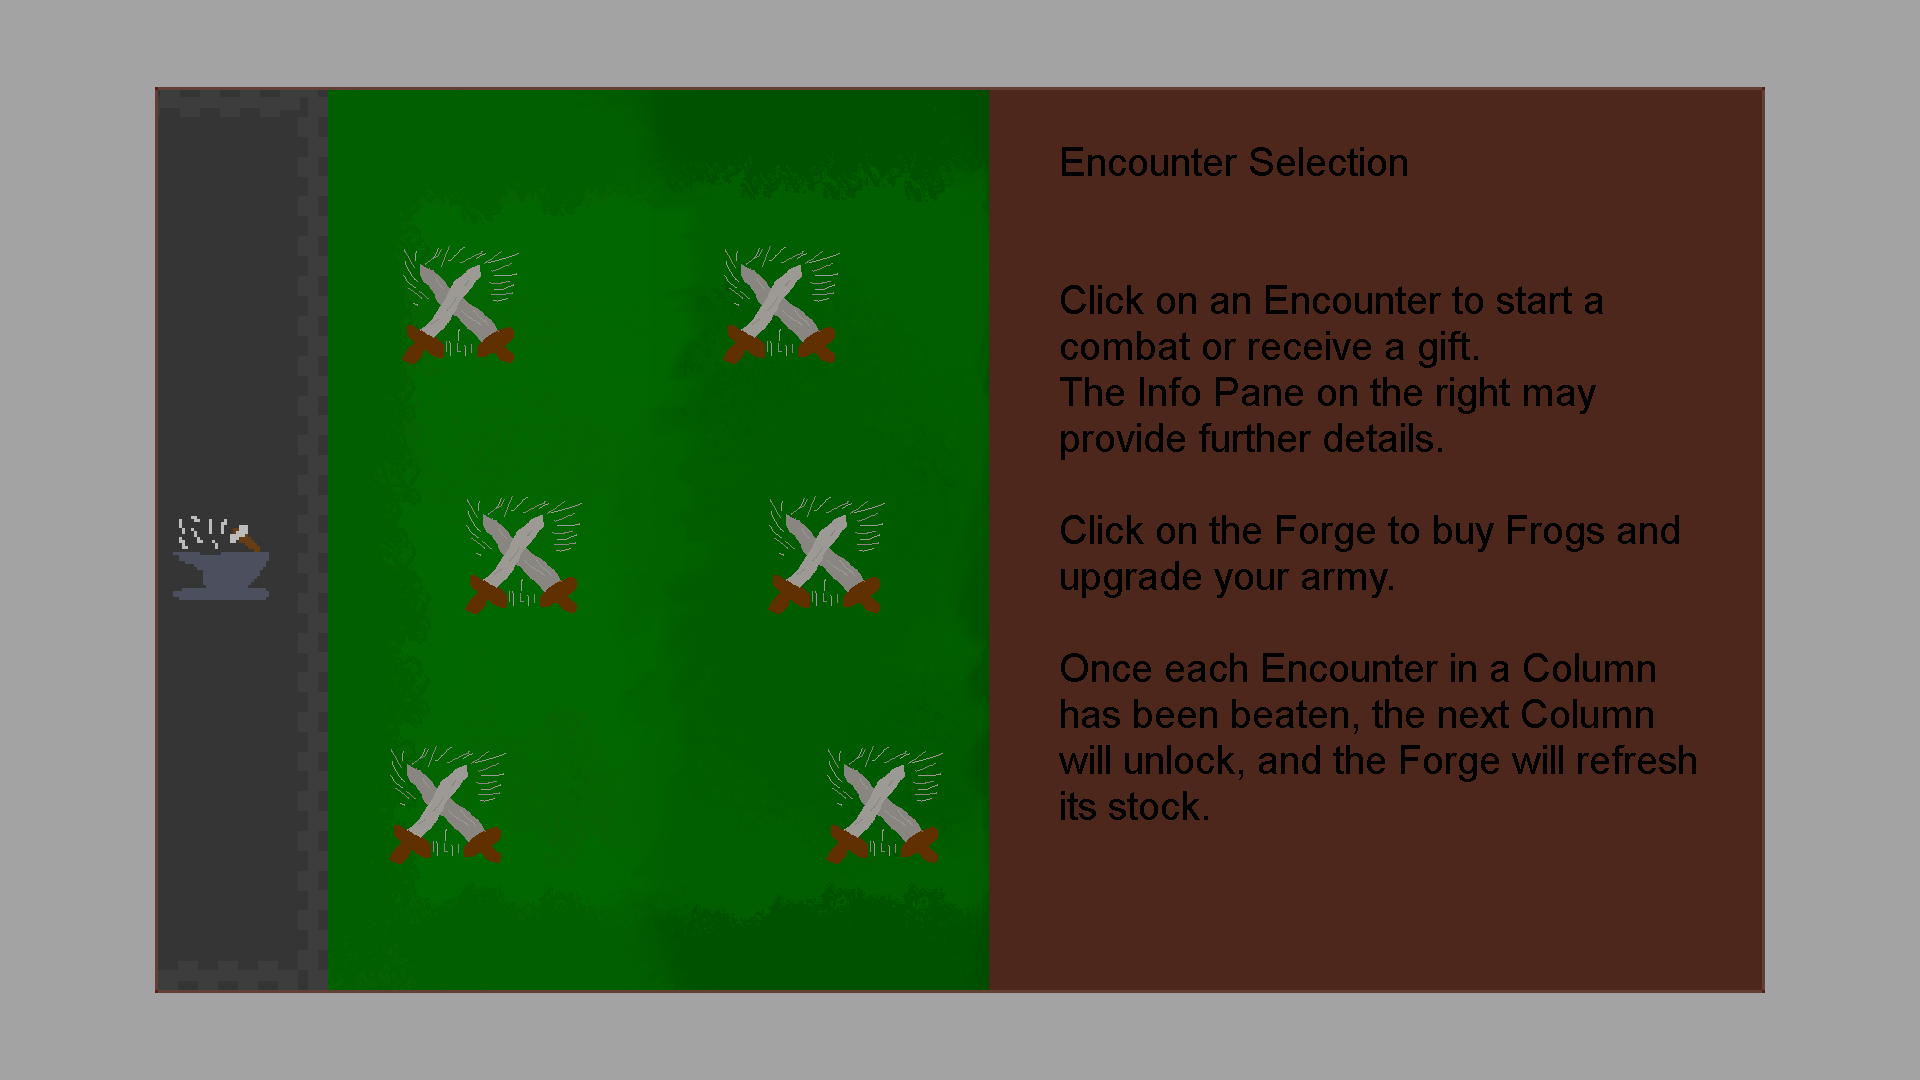 Encounter Selection
Click on an Encounter to start a
combat or receive a gift.
The Info Pane on the right may
provide further details.
Click on the Forge to buy Frogs and
upgrade your army.
Once each Encounter in a Column
has been beaten, the next Column
will unlock, and the Forge will refresh
its stock.